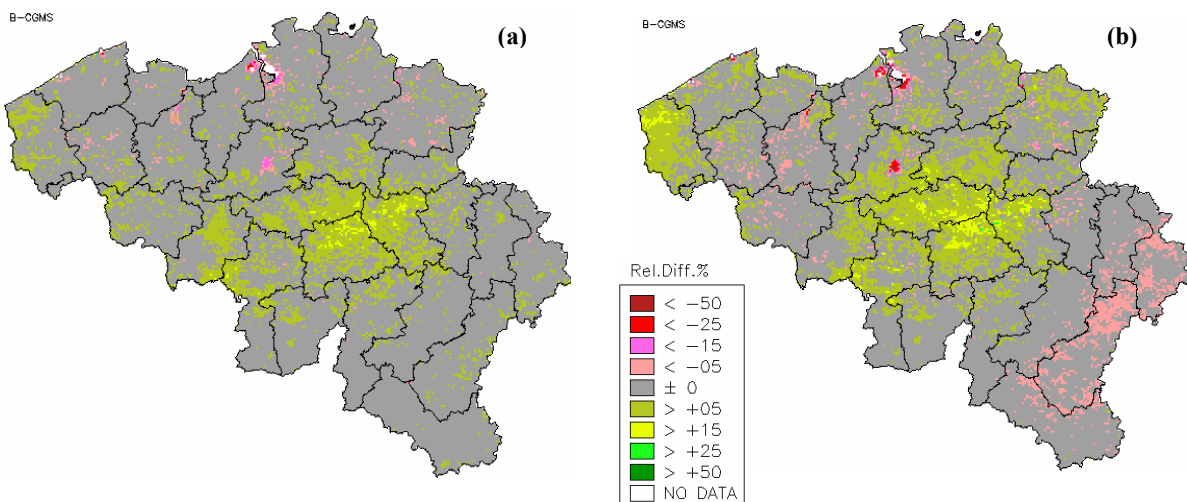 B-CGMS
(a)
B-CGMS
(b)
Rel.Diff.%
< -50
< -25
< -15
< -05
± 0
> +05
> +15
> +25
> +50
NO DATA